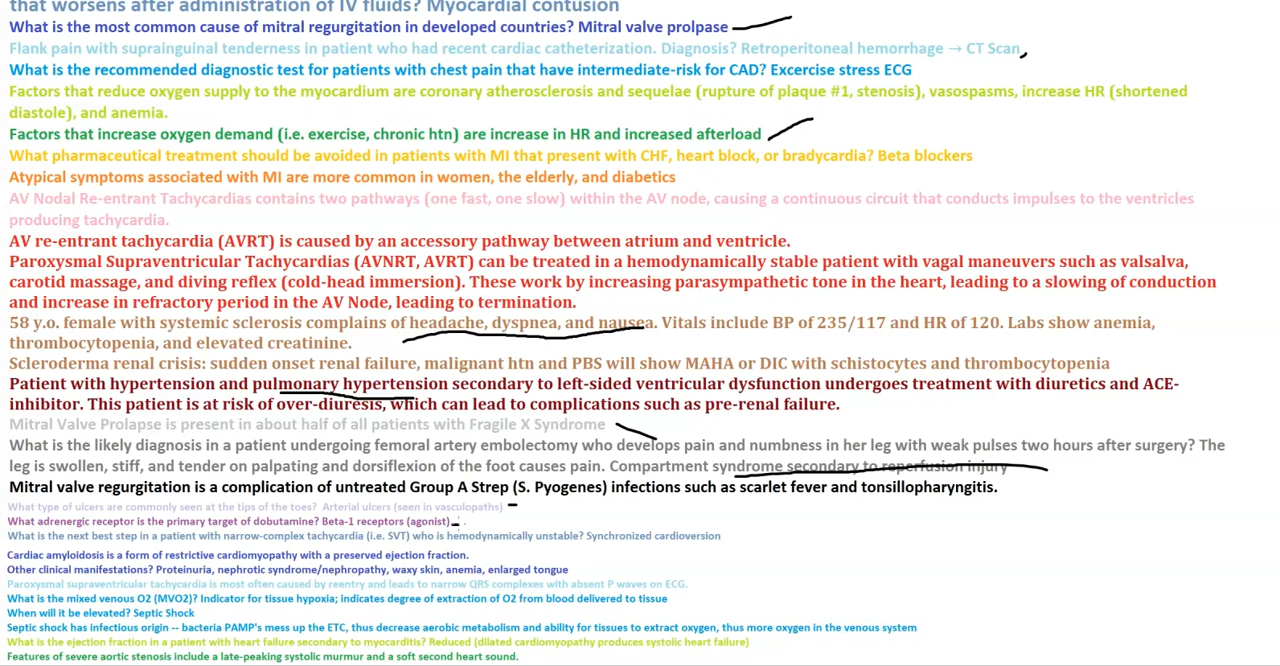 that worsens after administration of IV fluids? Myocardial contusion
What is the most common cause of mitral regurgitation in developed countries? Mitral valve prolpase
Flank pain with suprainguinal tenderness in patient who had recent cardiac catheterization. Diagnosis? Retroperitoneal hemorrhage → CT Scan
What is the recommended diagnostic test for patients with chest pain that have intermediate-risk for CAD? Excercise stress ECG
Factors that reduce oxygen supply to the myocardium are coronary atherosclerosis and sequelae (rupture of plaque #1, stenosis), vasospasms, increase HR (shortened
diastole), and anemia.
Factors that increase oxygen demand (i.e. exercise, chronic htn) are increase in HR and increased afterload
What pharmaceutical treatment should be avoided in patients with MI that present with CHF, heart block, or bradycardia? Beta blockers
Atypical symptoms associated with MI are more common in women, the elderly, and diabetics
AV Nodal Re-entrant Tachycardias contains two pathways (one fast, one slow) within the AV node, causing a continuous circuit that conducts impulses to the ventricles
producing tachycardia.
AV re-entrant tachycardia (AVRT) is caused by an accessory pathway between atrium and ventricle.
Paroxysmal Supraventricular Tachycardias (AVNRT, AVRT) can be treated in a hemodynamically stable patient with vagal maneuvers such as valsalva,
carotid massage, and diving reflex (cold-head immersion). These work by increasing parasympathetic tone in the heart, leading to a slowing of conduction
and increase in refractory period in the AV Node, leading to termination.
58 y.o. female with systemic sclerosis complains of headache, dyspnea, and nausea. Vitals include BP of 235/117 and HR of 120. Labs show anemia,
thrombocytopenia, and elevated creatinine.
Scleroderma renal crisis: sudden onset renal failure, malignant htn and PBS will show MAHA or DIC with schistocytes and thrombocytopenia
Patient with hypertension and pulmonary hypertension secondary to left-sided ventricular dysfunction undergoes treatment with diuretics and ACE-
inhibitor. This patient is at risk of over-diuresis, which can lead to complications such as pre-renal failure.
Mitral Valve Prolapse is present in about half of all patients with Fragile X Syndrome
What is the likely diagnosis in a patient undergoing femoral artery embolectomy who develops pain and numbness in her leg with weak pulses two hours after surgery? The
leg is swollen, stiff, and tender on palpating and dorsiflexion of the foot causes pain. Compartment syndrome secondary to reperfusion injury
Mitral valve regurgitation is a complication of untreated Group A Strep (S. Pyogenes) infections such as scarlet fever and tonsillopharyngitis.
What type of ulcers are commonly seen at the tips of the toes? Arterial ulcers (seen in vasculopaths)
What adrenergic receptor is the primary target of dobutamine? Beta-1 receptors (agonist)
What is the next best step in a patient with narrow-complex tachycardia (i.e. SVT) who is hemodynamically unstable? Synchronized cardioversion
Cardiac amyloidosis is a form of restrictive cardiomyopathy with a preserved ejection fraction.
Other clinical manifestations? Proteinuria, nephrotic syndrome/nephropathy, waxy skin, anemia, enlarged tongue
Paroxysmal supraventricular tachycardia is most often caused by reentry and leads to narrow QRS complexes with absent P waves on ECG.
What is the mixed venous O2 (MVO2)? Indicator for tissue hypoxia; indicates degree of extraction of O2 from blood delivered to tissue
When will it be elevated? Septic Shock
Septic shock has infectious origin -- bacteria PAMP's mess up the ETC, thus decrease aerobic metabolism and ability for tissues to extract oxygen, thus more oxygen in the venous system
What is the ejection fraction in a patient with heart failure secondary to myocarditis? Reduced (dilated cardiomyopathy produces systolic heart failure)
Features of severe aortic stenosis include a late-peaking systolic murmur and a soft second heart sound.